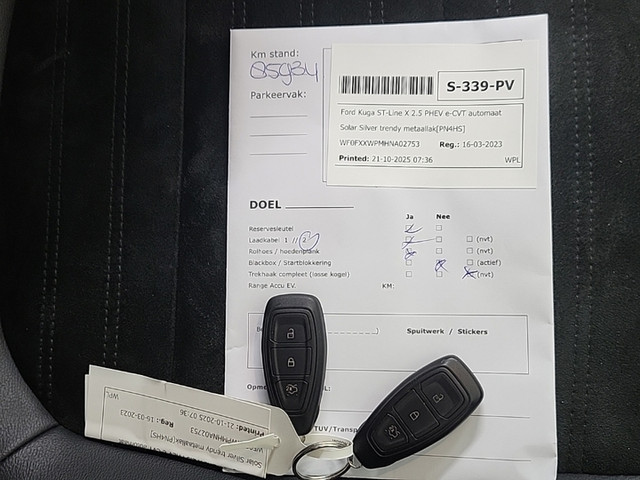 Km stand:
85934
S-339-PV
Parkeervak:
Ford Kuga ST-Line X 2.5 PHEV e-CVT automaat
Solar Silver trendy metaallak[PN4HS]
WF0FXXWPMHNA02753 Reg.: 16-03-2023
Printed: 21-10-2025 07:36 WPL
DOEL
Ja Nee
Reservesleutel
Laadkabel 1 // 2 (nvt)
Rolhoes / hoedenplank
Blackbox / Startblokkering (actief)
Trekhaak compleet (losse kogel) (nvt)
Range Accu EV. KM:
Spuitwerk / Stickers
TUV/Transp
WPL
Printed: 21-10-2025 07:36
Reg.: 16-03-2023
Solar Silver trendy metaallak[PN4HS]